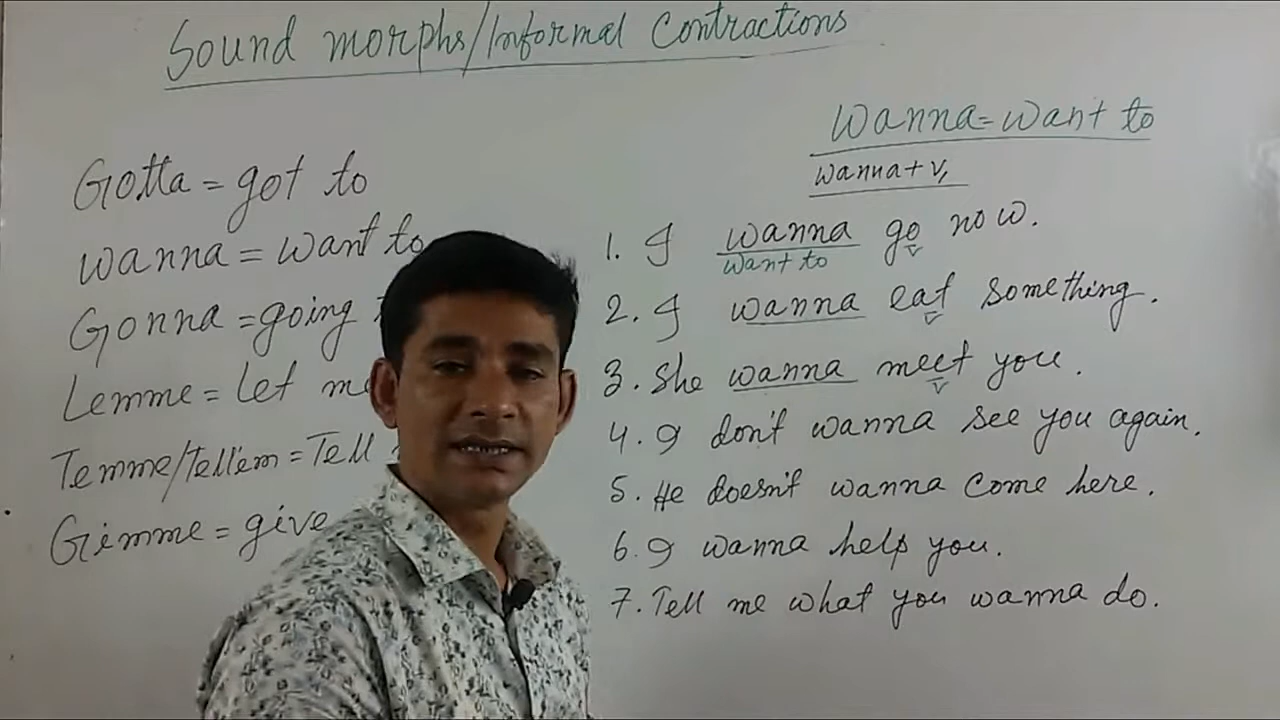 Sound morphs/Informal Contractions
Gotta = got to
wanna = want to
Gonna = going
Lemme = Let me
Temme/tell'em = Tell
Gimme = give
Wanna = want to
wanna + V1
1. I wanna go now.
want to
v
2. I wanna eat something.
v
3. She wanna meet you.
v
4. I don't wanna see you again.
5. He doesn't wanna come here.
6. I wanna help you.
7. Tell me what you wanna do.